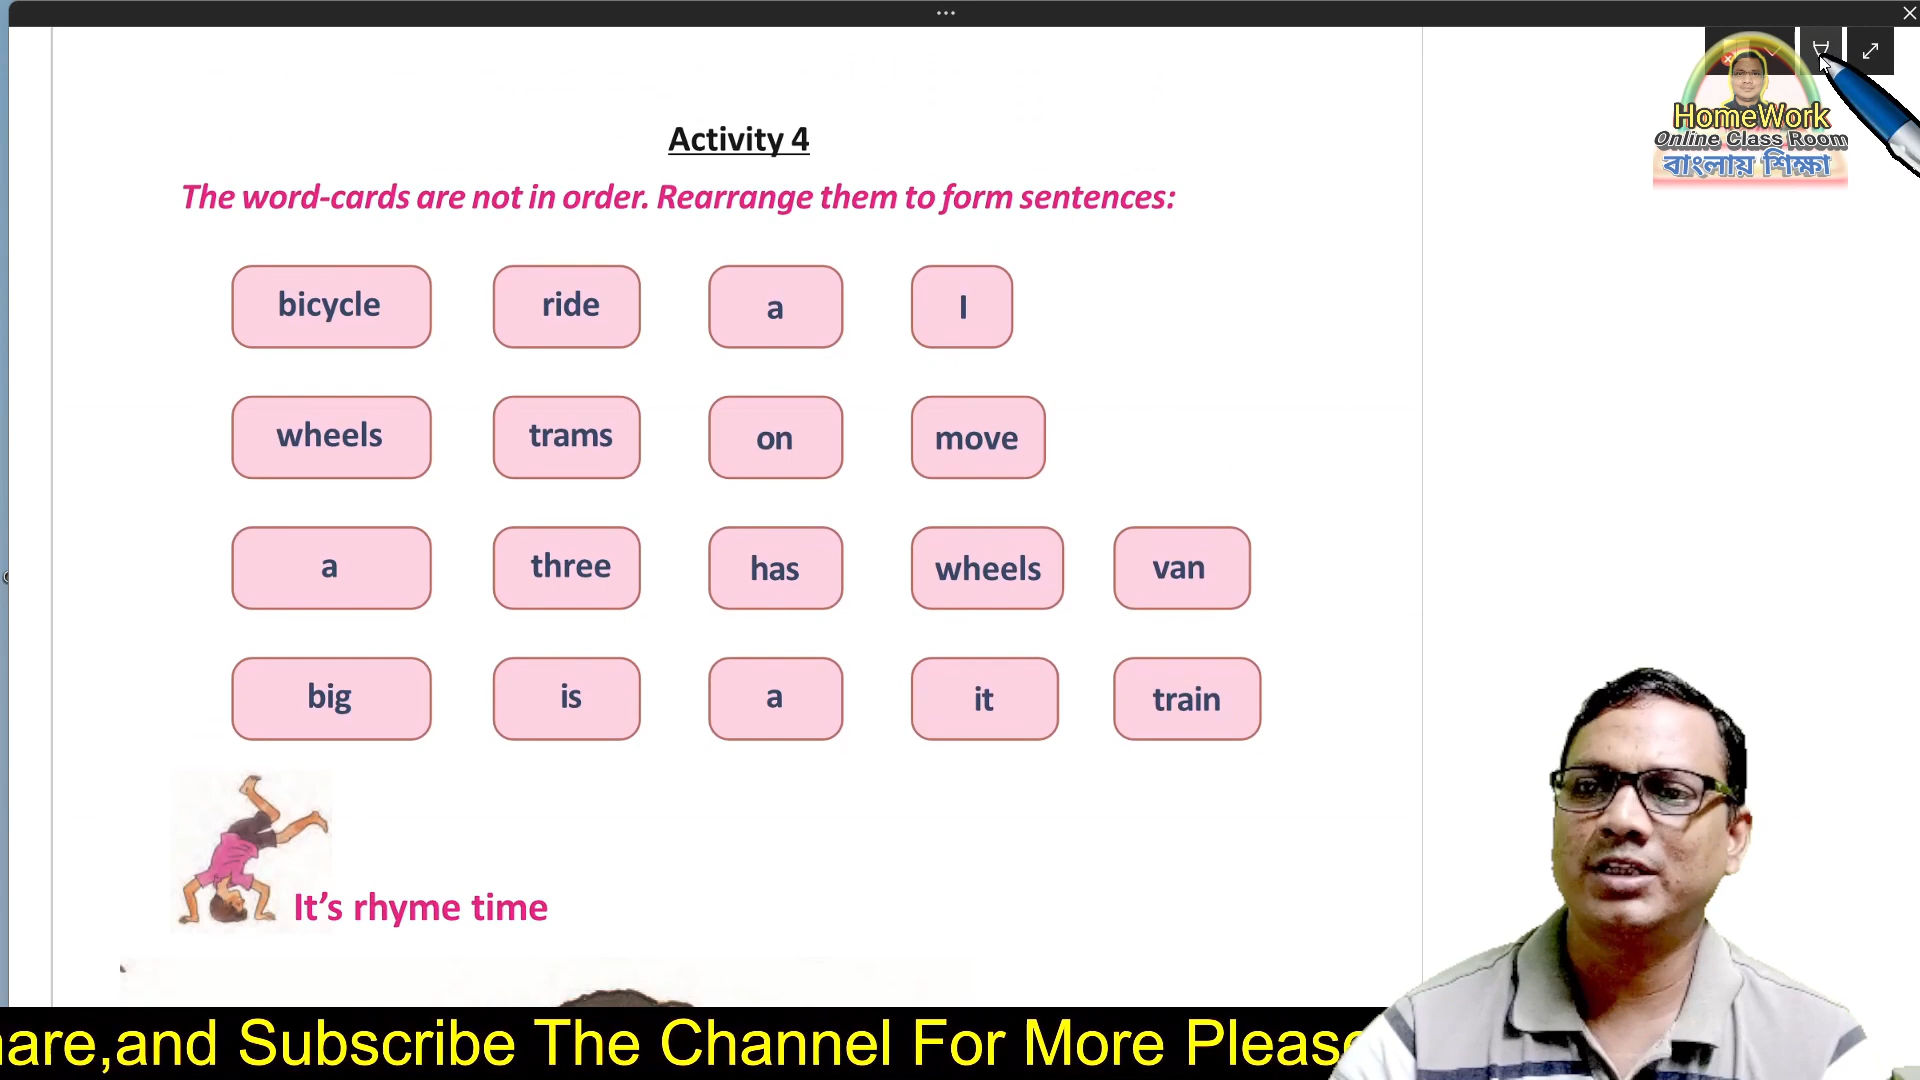 HomeWork
Online Class Room
বাংলায় শিক্ষা
Activity 4
The word-cards are not in order. Rearrange them to form sentences:
bicycle ride a I
wheels trams on move
a three has wheels van
big is a it train
It's rhyme time
are,and Subscribe The Channel For More Please